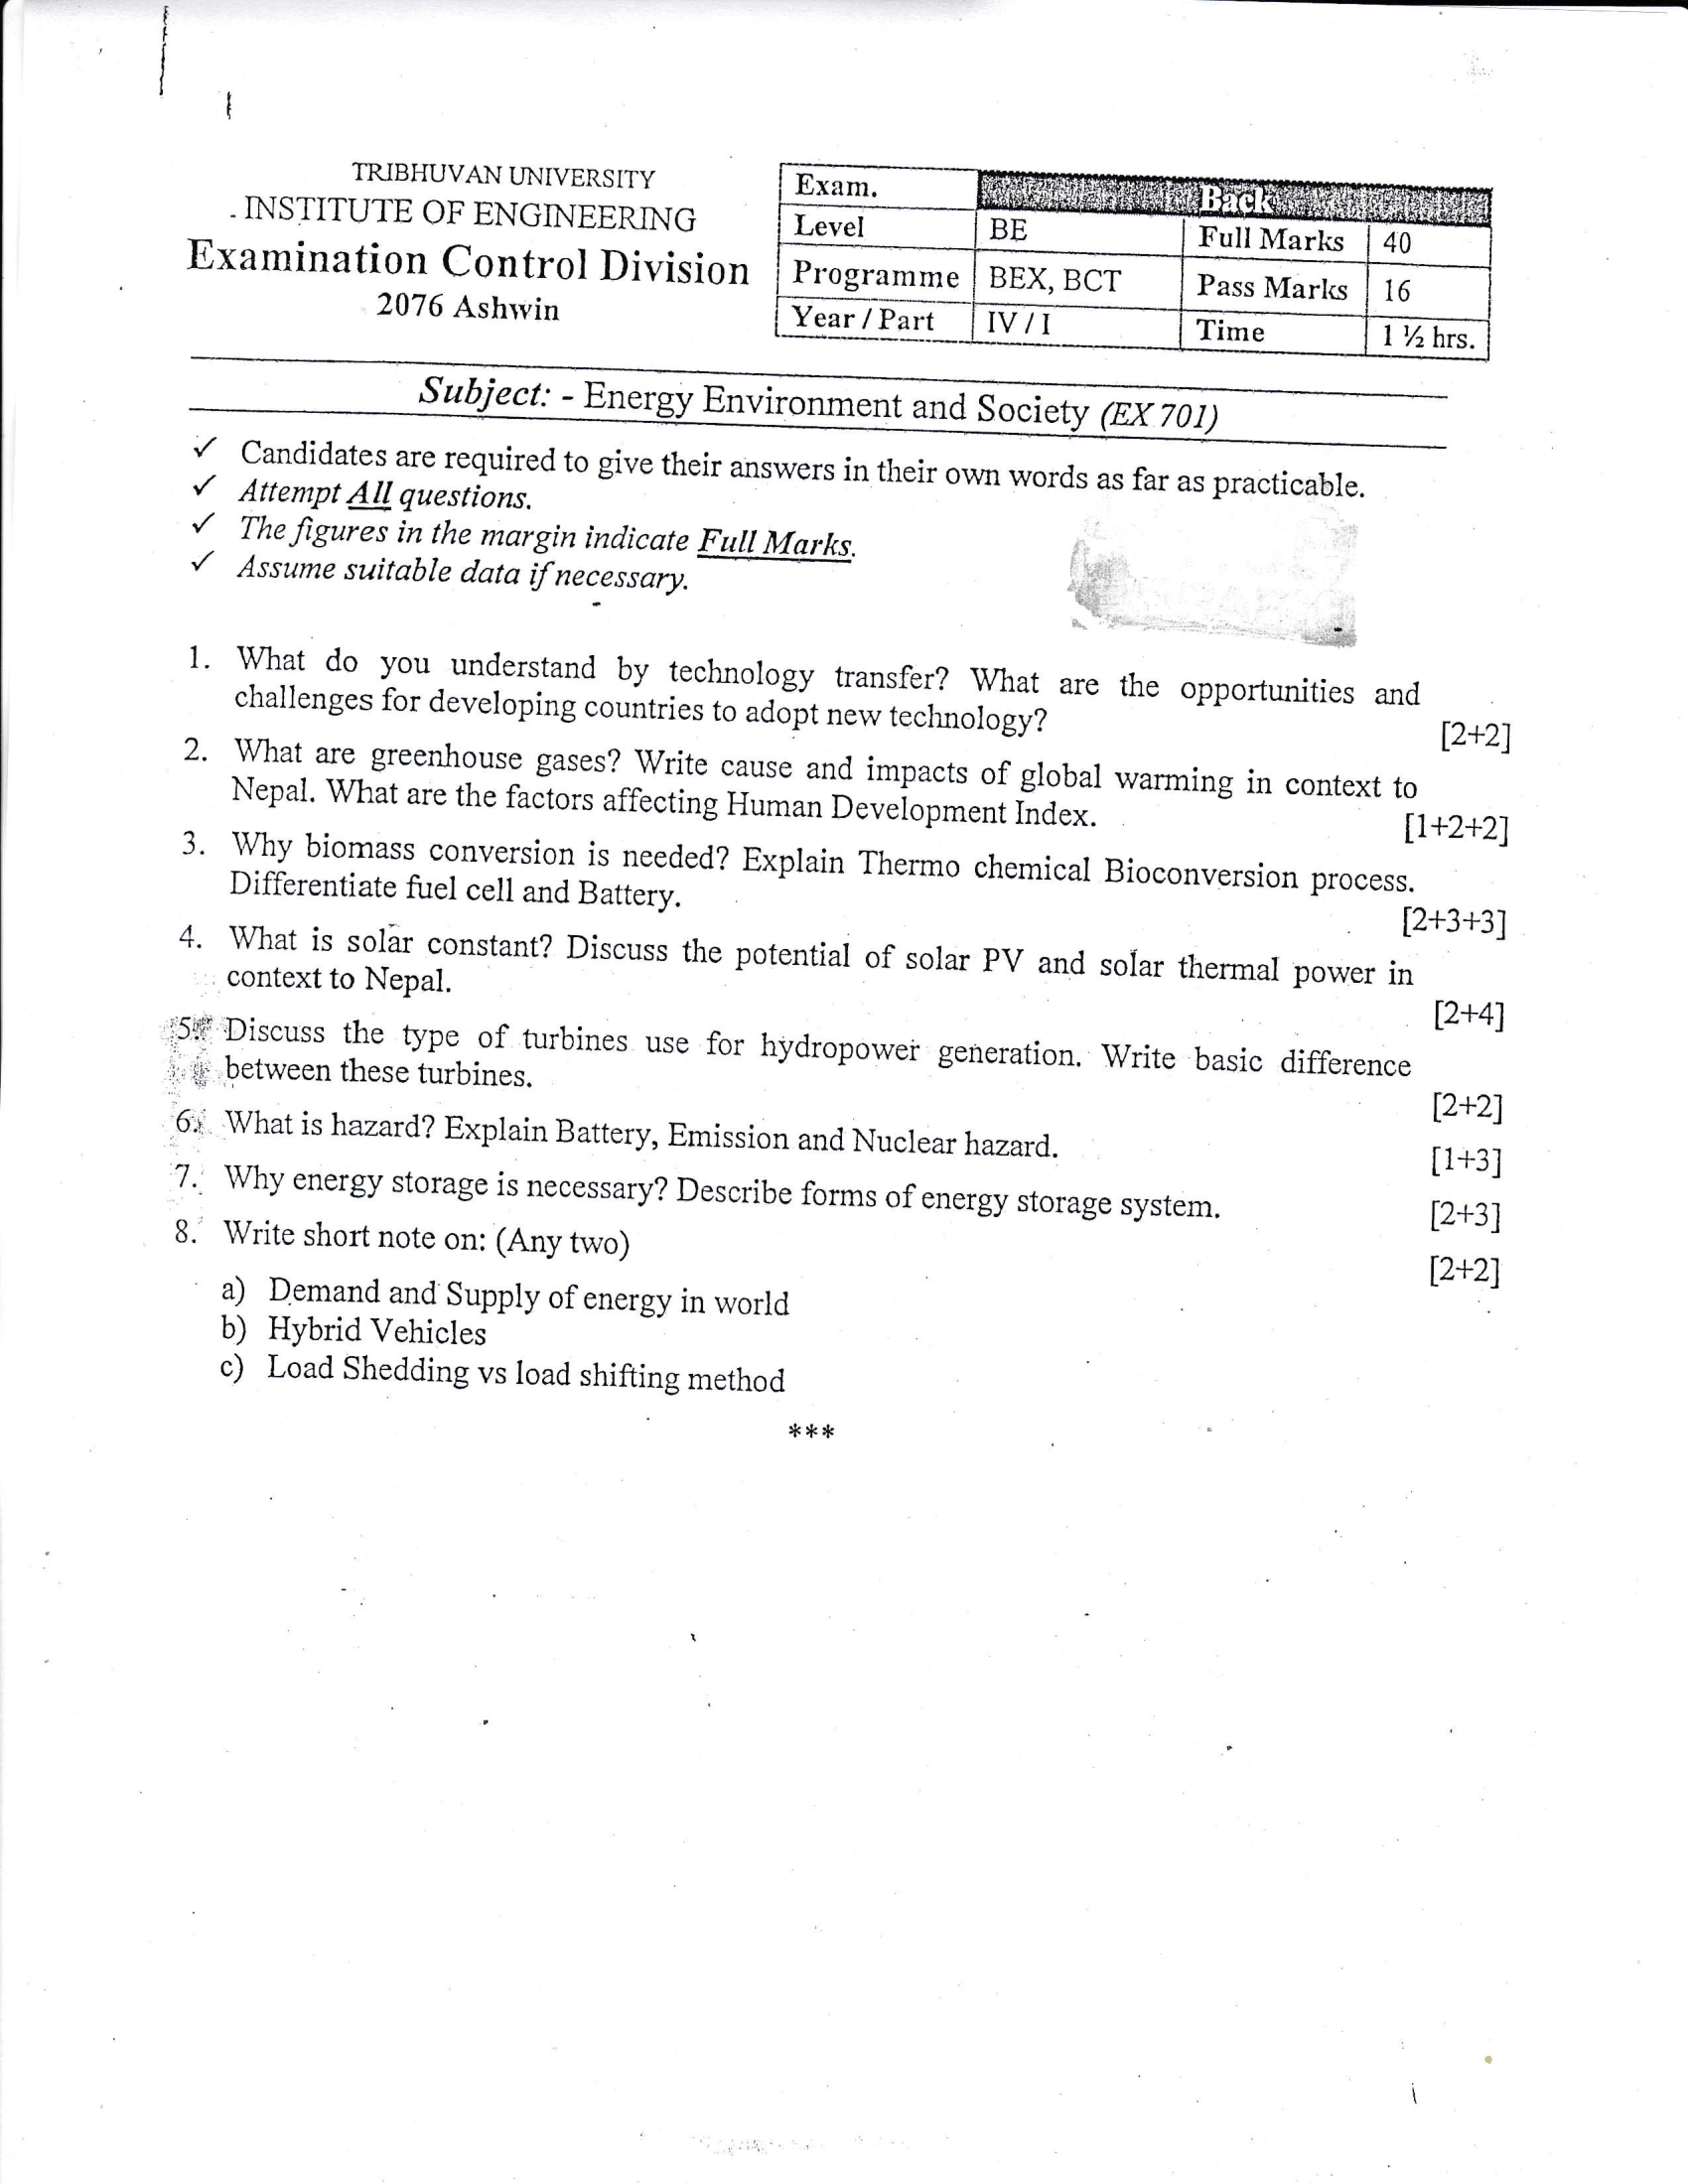 TRIBHUVAN UNIVERSITY
INSTITUTE OF ENGINEERING
Examination Control Division
2076 Ashwin
Exam. Back
Level BE Full Marks 40
Programme BEX, BCT Pass Marks 16
Year / Part IV / I Time 1 ½ hrs.
Subject: - Energy Environment and Society (EX 701)
✓ Candidates are required to give their answers in their own words as far as practicable.
✓ Attempt All questions.
✓ The figures in the margin indicate Full Marks.
✓ Assume suitable data if necessary.
1. What do you understand by technology transfer? What are the opportunities and
challenges for developing countries to adopt new technology? [2+2]
2. What are greenhouse gases? Write cause and impacts of global warming in context to
Nepal. What are the factors affecting Human Development Index. [1+2+2]
3. Why biomass conversion is needed? Explain Thermo chemical Bioconversion process.
Differentiate fuel cell and Battery. [2+3+3]
4. What is solar constant? Discuss the potential of solar PV and solar thermal power in
context to Nepal. [2+4]
5. Discuss the type of turbines use for hydropower generation. Write basic difference
between these turbines. [2+2]
6. What is hazard? Explain Battery, Emission and Nuclear hazard. [1+3]
7. Why energy storage is necessary? Describe forms of energy storage system. [2+3]
8. Write short note on: (Any two) [2+2]
a) Demand and Supply of energy in world
b) Hybrid Vehicles
c) Load Shedding vs load shifting method
***